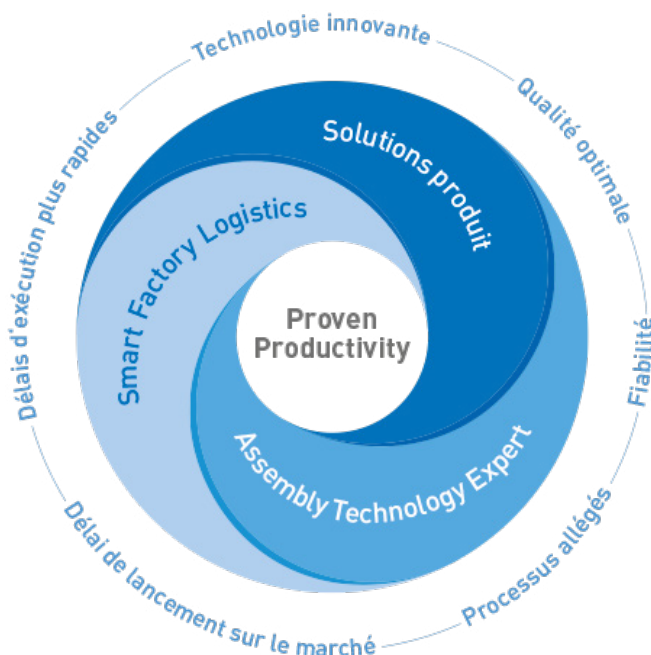 Technologie innovante
Qualité optimale
Fiabilité
Processus allégés
Délai de lancement sur le marché
Délais d'exécution plus rapides
Solutions produit
Smart Factory Logistics
Assembly Technology Expert
Proven
Productivity